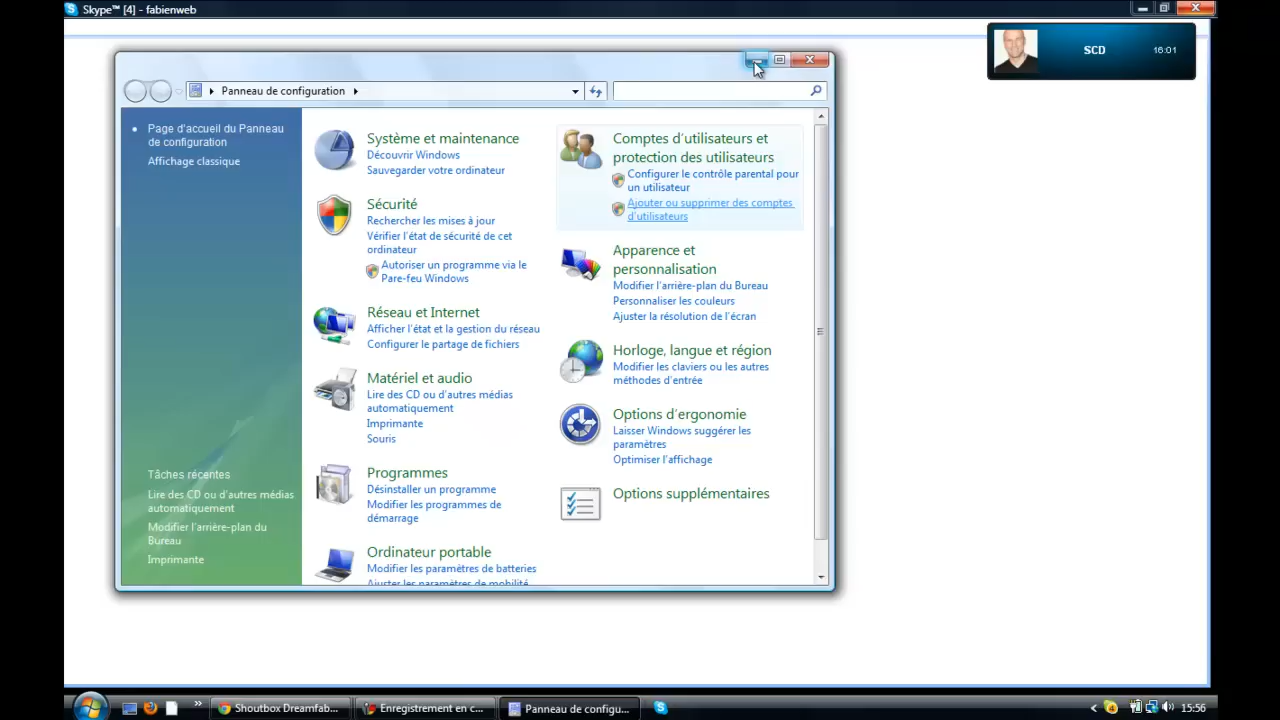 Skype™ [4] - fabienweb
SCD 16:01
Panneau de configuration
Page d'accueil du Panneau
de configuration
Affichage classique
Tâches récentes
Lire des CD ou d'autres médias
automatiquement
Modifier l'arrière-plan du
Bureau
Imprimante
Système et maintenance
Découvrir Windows
Sauvegarder votre ordinateur
Sécurité
Rechercher les mises à jour
Vérifier l'état de sécurité de cet
ordinateur
Autoriser un programme via le
Pare-feu Windows
Réseau et Internet
Afficher l'état et la gestion du réseau
Configurer le partage de fichiers
Matériel et audio
Lire des CD ou d'autres médias
automatiquement
Imprimante
Souris
Programmes
Désinstaller un programme
Modifier les programmes de
démarrage
Ordinateur portable
Modifier les paramètres de batteries
Ajuster les paramètres de mobilité
Comptes d'utilisateurs et
protection des utilisateurs
Configurer le contrôle parental pour
un utilisateur
Ajouter ou supprimer des comptes
d'utilisateurs
Apparence et
personnalisation
Modifier l'arrière-plan du Bureau
Personnaliser les couleurs
Ajuster la résolution de l'écran
Horloge, langue et région
Modifier les claviers ou les autres
méthodes d'entrée
Options d'ergonomie
Laisser Windows suggérer les
paramètres
Optimiser l'affichage
Options supplémentaires
Shoutbox Dreamfab...
Enregistrement en c...
Panneau de configu...
15:56